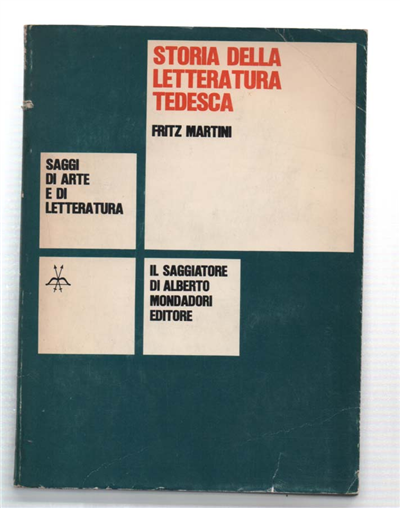 STORIA DELLA
LETTERATURA
TEDESCA
FRITZ MARTINI
SAGGI
DI ARTE
E DI
LETTERATURA
IL SAGGIATORE
DI ALBERTO
MONDADORI
EDITORE